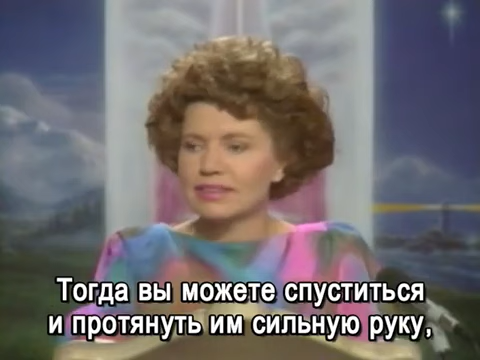 Тогда вы можете спуститься
и протянуть им сильную руку,